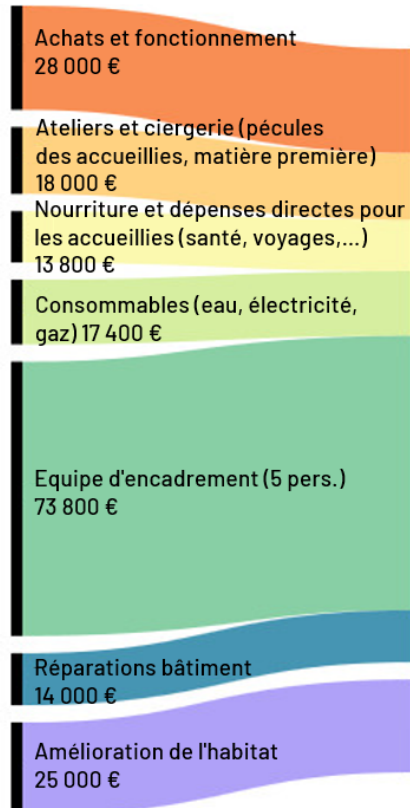 Achats et fonctionnement
28 000 €
Ateliers et ciergerie (pécules
des accueillies, matière première)
18 000 €
Nourriture et dépenses directes pour
les accueillies (santé, voyages,...)
13 800 €
Consommables (eau, électricité,
gaz) 17 400 €
Equipe d'encadrement (5 pers.)
73 800 €
Réparations bâtiment
14 000 €
Amélioration de l'habitat
25 000 €